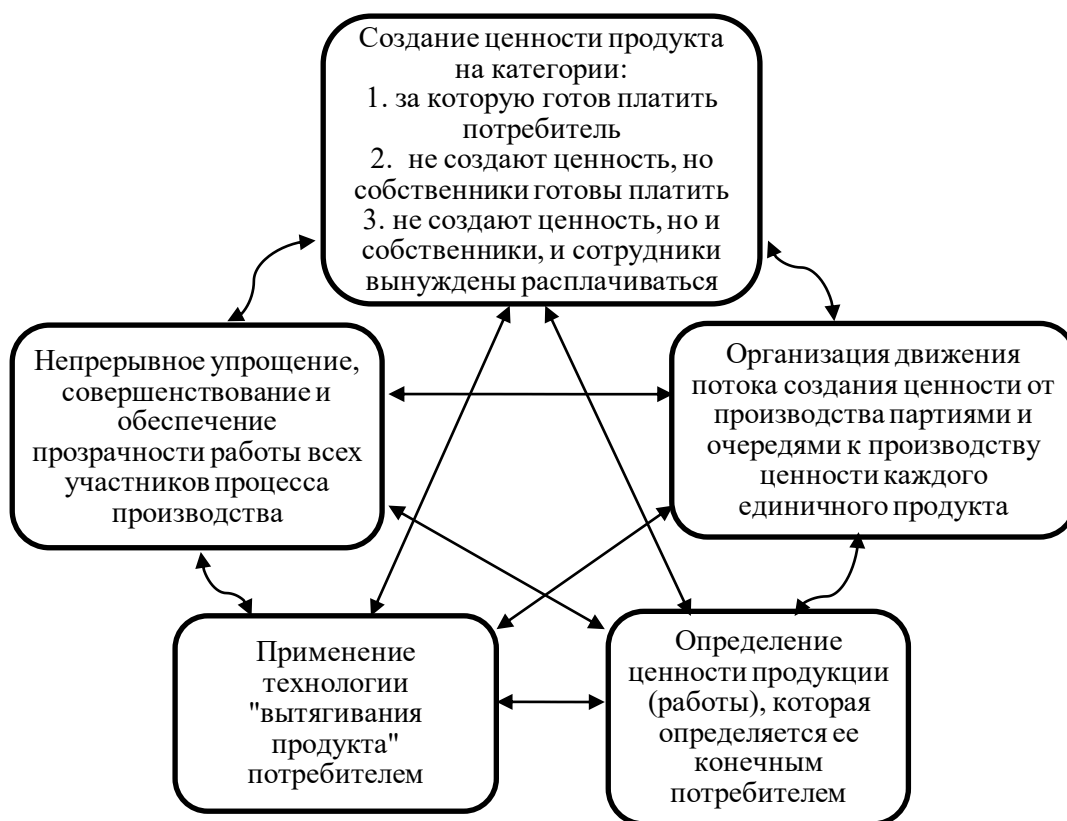 Создание ценности продукта
на категории:
1. за которую готов платить
потребитель
2. не создают ценность, но
собственники готовы платить
3. не создают ценность, но и
собственники, и сотрудники
вынуждены расплачиваться
Непрерывное упрощение,
совершенствование и
обеспечение
прозрачности работы всех
участников процесса
производства
Организация движения
потока создания ценности от
производства партиями и
очередями к производству
ценности каждого
единичного продукта
Применение
технологии
"вытягивания
продукта"
потребителем
Определение
ценности продукции
(работы), которая
определяется ее
конечным
потребителем